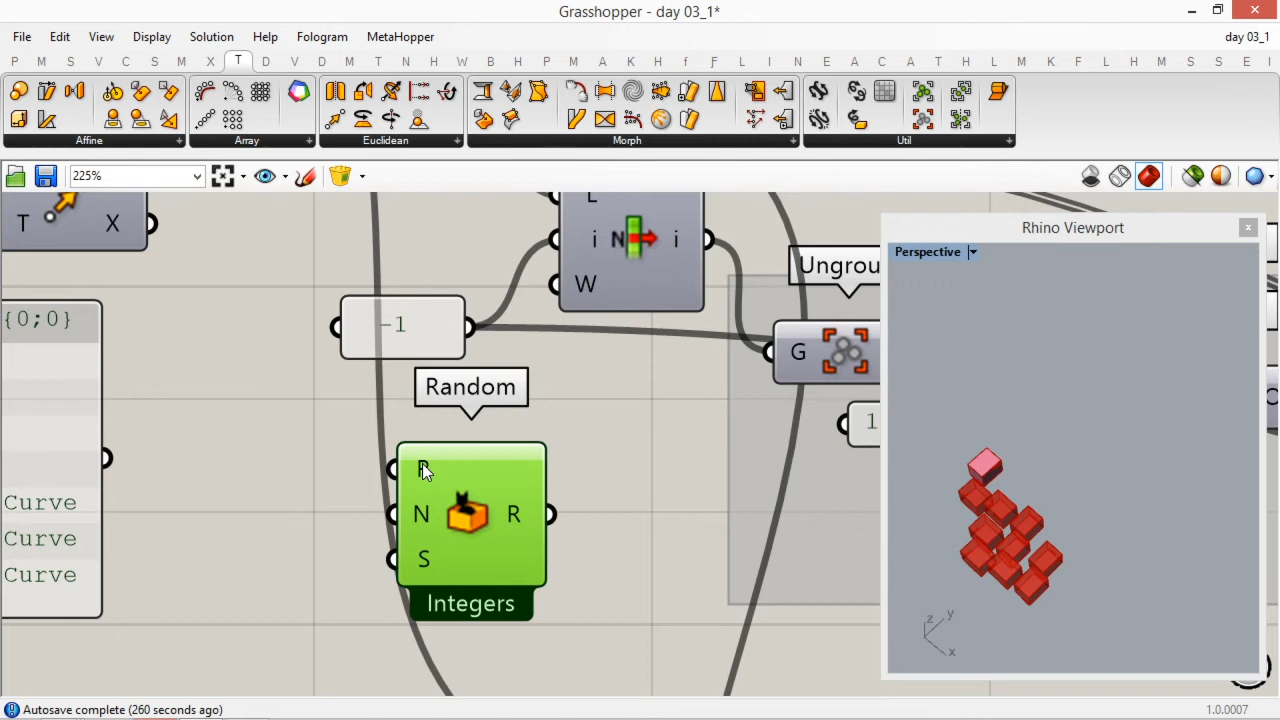 Grasshopper - day 03_1*
File Edit View Display Solution Help Fologram MetaHopper day 03_1
P M S V C S M X T D V D M T N H W B P M A K F f F L I N E A R C T H L U M T P S S V E I
Affine Array Euclidean Morph Util
225%
T X
L
i N i
W
{0;0}
-1
Ungrou
Rhino Viewport
Perspective
G
Random
1
R
N R
S
Integers
Curve
Curve
Curve
z y
x
Autosave complete (260 seconds ago) 1.0.0007